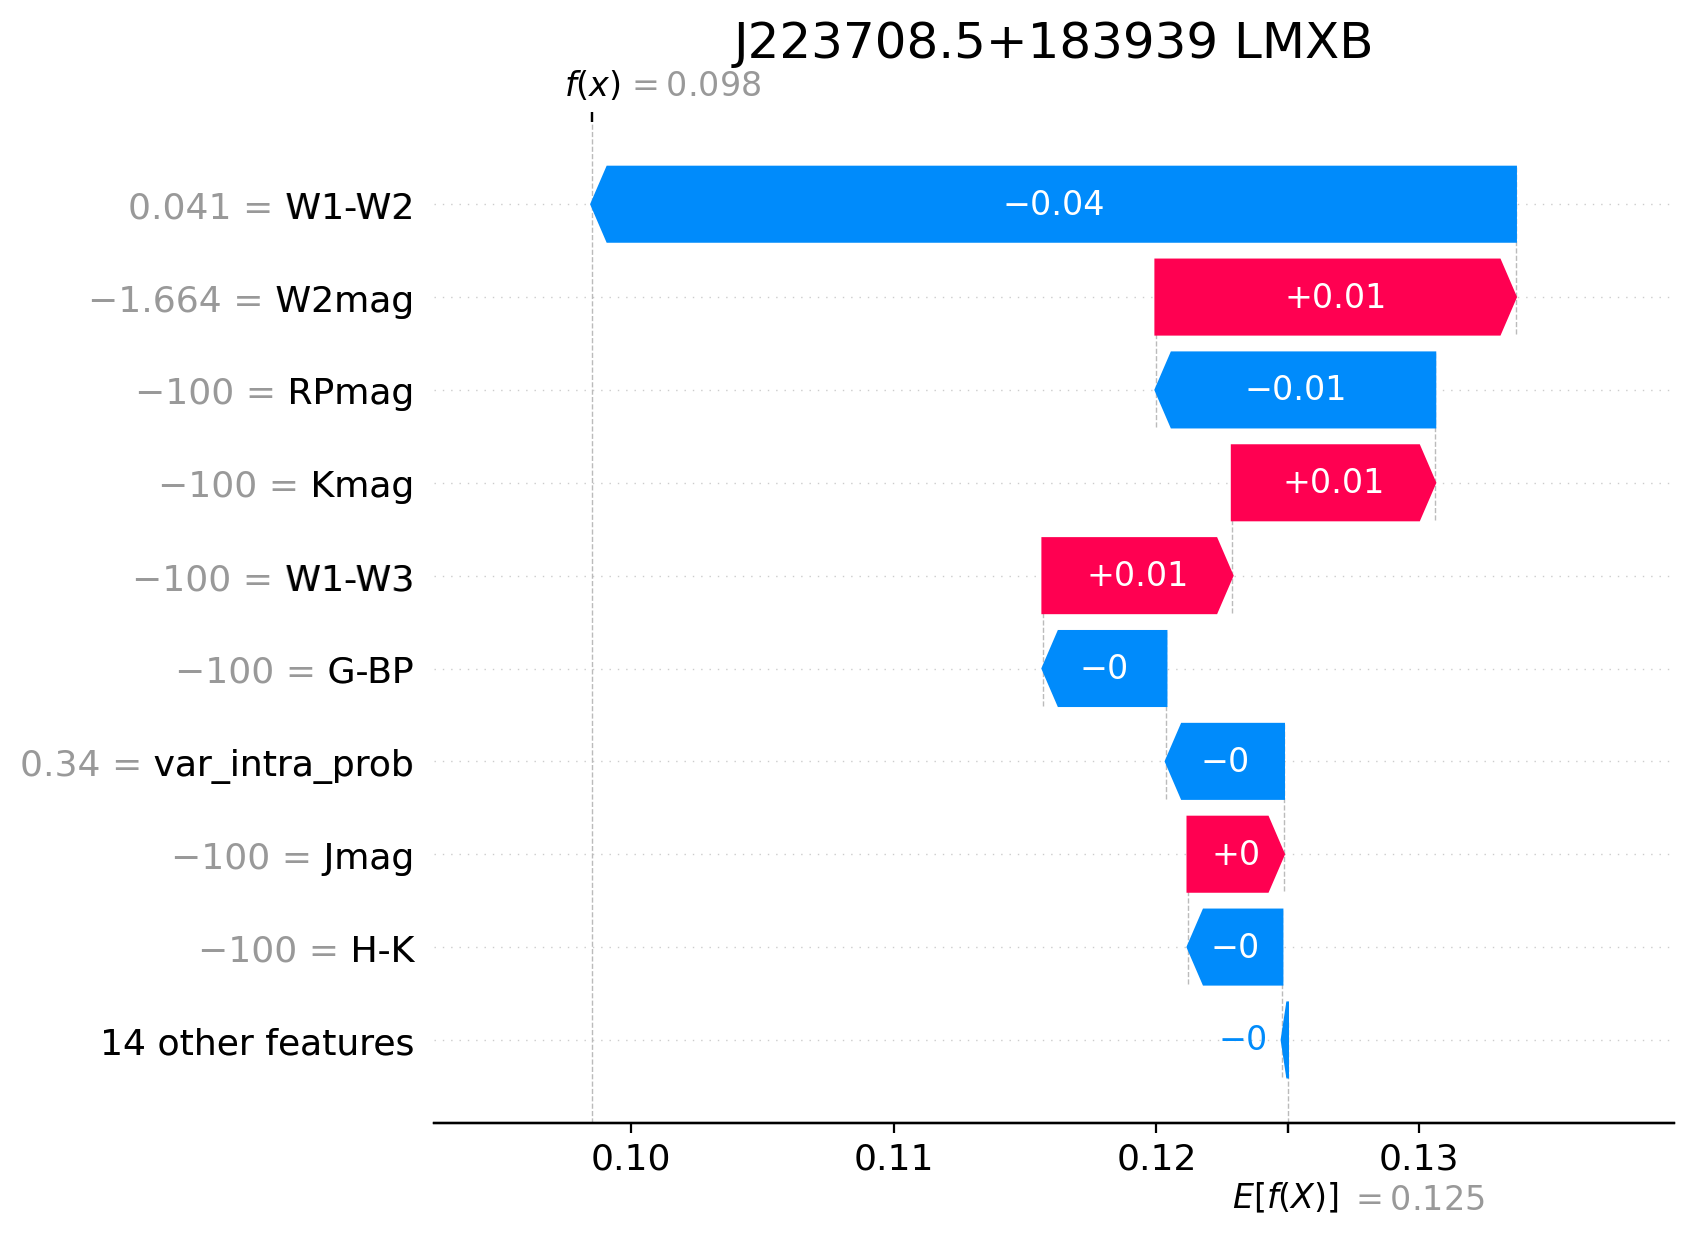 J223708.5+183939 LMXB
f(x) = 0.098
0.041 = W1-W2
−0.04
−1.664 = W2mag
+0.01
−100 = RPmag
−0.01
−100 = Kmag
+0.01
−100 = W1-W3
+0.01
−100 = G-BP
−0
0.34 = var_intra_prob
−0
−100 = Jmag
+0
−100 = H-K
−0
14 other features
−0
0.10 0.11 0.12 0.13
E[f(X)] = 0.125